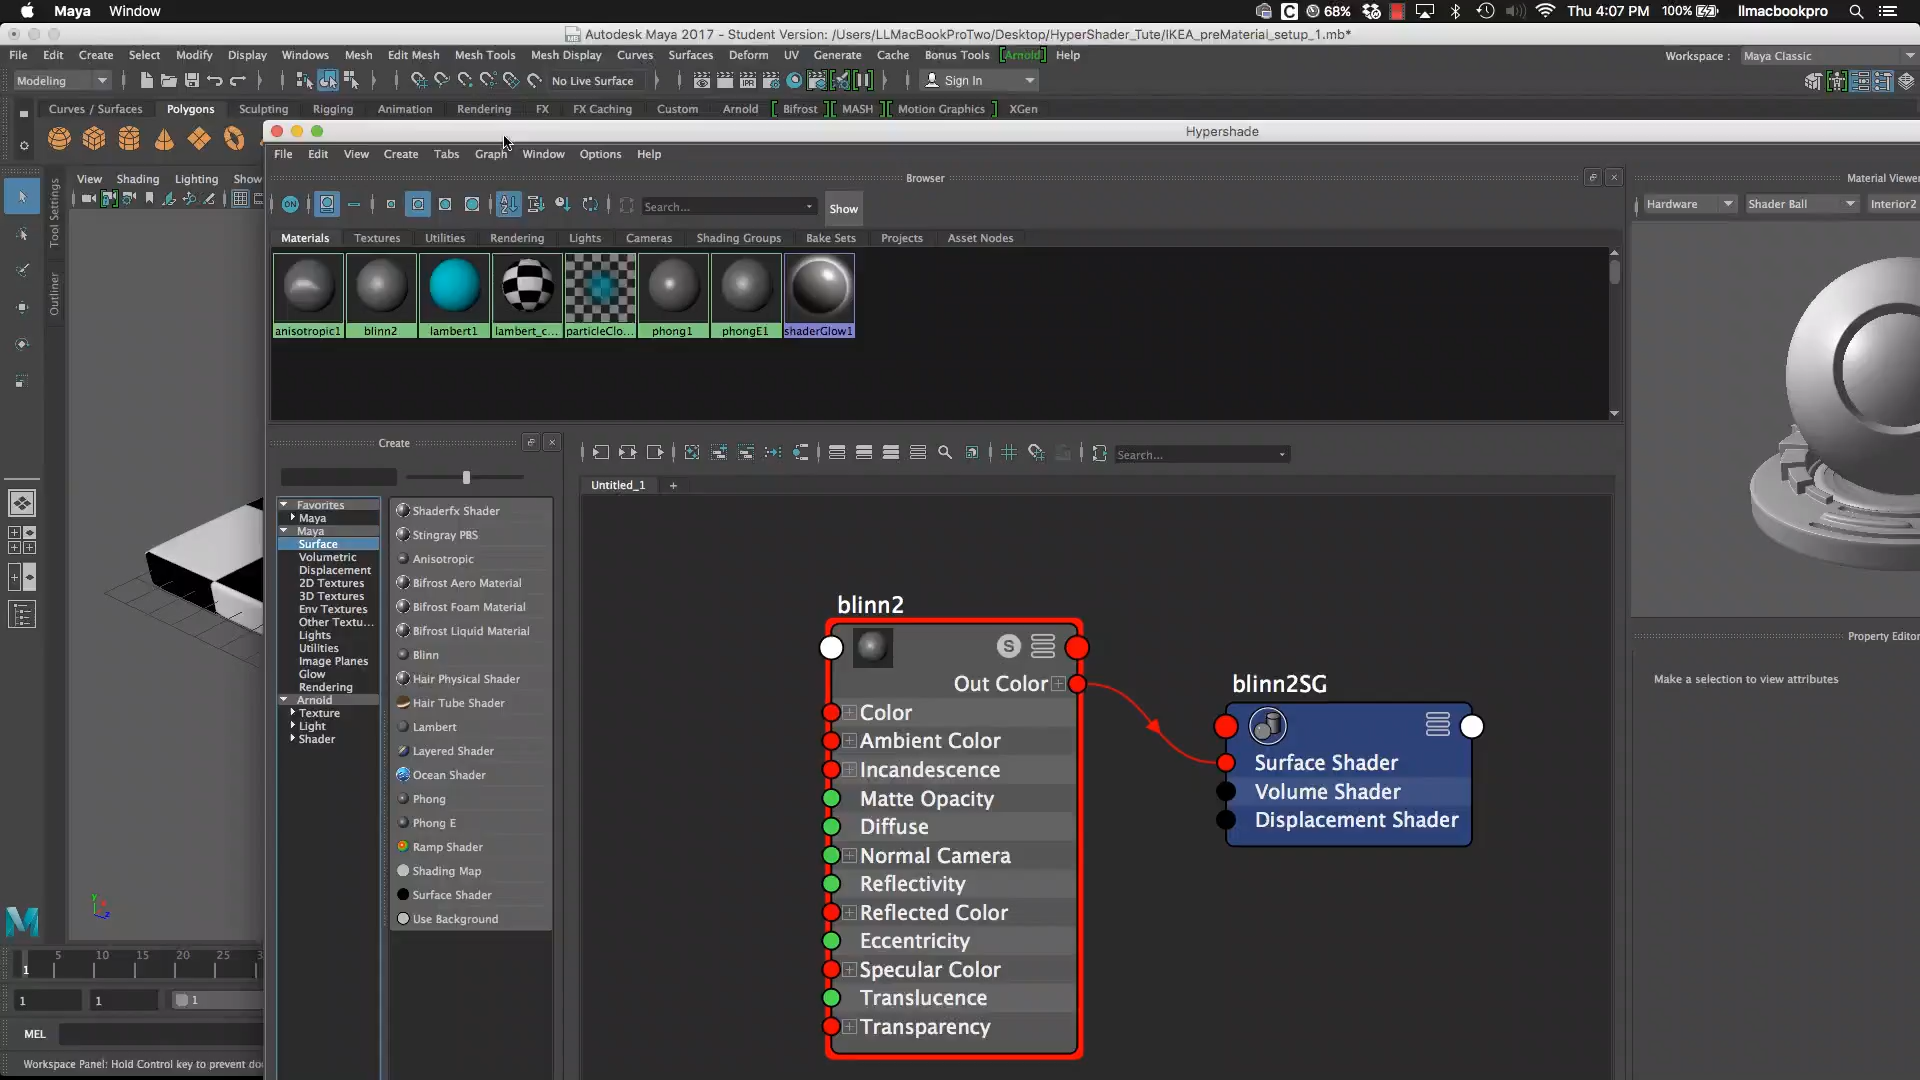 Maya Window 68% Thu 4:07 PM 100% llmacbookpro
Autodesk Maya 2017 - Student Version: /Users/LLMacBookProTwo/Desktop/HyperShader_Tute/IKEA_preMaterial_setup_1.mb*
File Edit Create Select Modify Display Windows Mesh Edit Mesh Mesh Tools Mesh Display Curves Surfaces Deform UV Generate Cache Bonus Tools [Arnold] Help Workspace : Maya Classic
Modeling No Live Surface IPR Sign In
Curves / Surfaces Polygons Sculpting Rigging Animation Rendering FX FX Caching Custom Arnold [ Bifrost ] [ MASH ] [ Motion Graphics ] XGen
Hypershade
File Edit View Create Tabs Graph Window Options Help
View Shading Lighting Show
Browser
Material Viewer
ON Search... Show
Hardware Shader Ball Interior2
Tool Settings
Outliner
Materials Textures Utilities Rendering Lights Cameras Shading Groups Bake Sets Projects Asset Nodes
anisotropic1 blinn2 lambert1 lambert_c... particleClo... phong1 phongE1 shaderGlow1
Create
Search...
Untitled_1 +
Favorites
Maya
Maya
Surface
Volumetric
Displacement
2D Textures
3D Textures
Env Textures
Other Textu...
Lights
Utilities
Image Planes
Glow
Rendering
Arnold
Texture
Light
Shader
Shaderfx Shader
Stingray PBS
Anisotropic
Bifrost Aero Material
Bifrost Foam Material
Bifrost Liquid Material
Blinn
Hair Physical Shader
Hair Tube Shader
Lambert
Layered Shader
Ocean Shader
Phong
Phong E
Ramp Shader
Shading Map
Surface Shader
Use Background
blinn2
S
Out Color
Color
Ambient Color
Incandescence
Matte Opacity
Diffuse
Normal Camera
Reflectivity
Reflected Color
Eccentricity
Specular Color
Translucence
Transparency
blinn2SG
Surface Shader
Volume Shader
Displacement Shader
Property Editor
Make a selection to view attributes
5 10 15 20 25
1
1 1 1
MEL
Workspace Panel: Hold Control key to prevent do